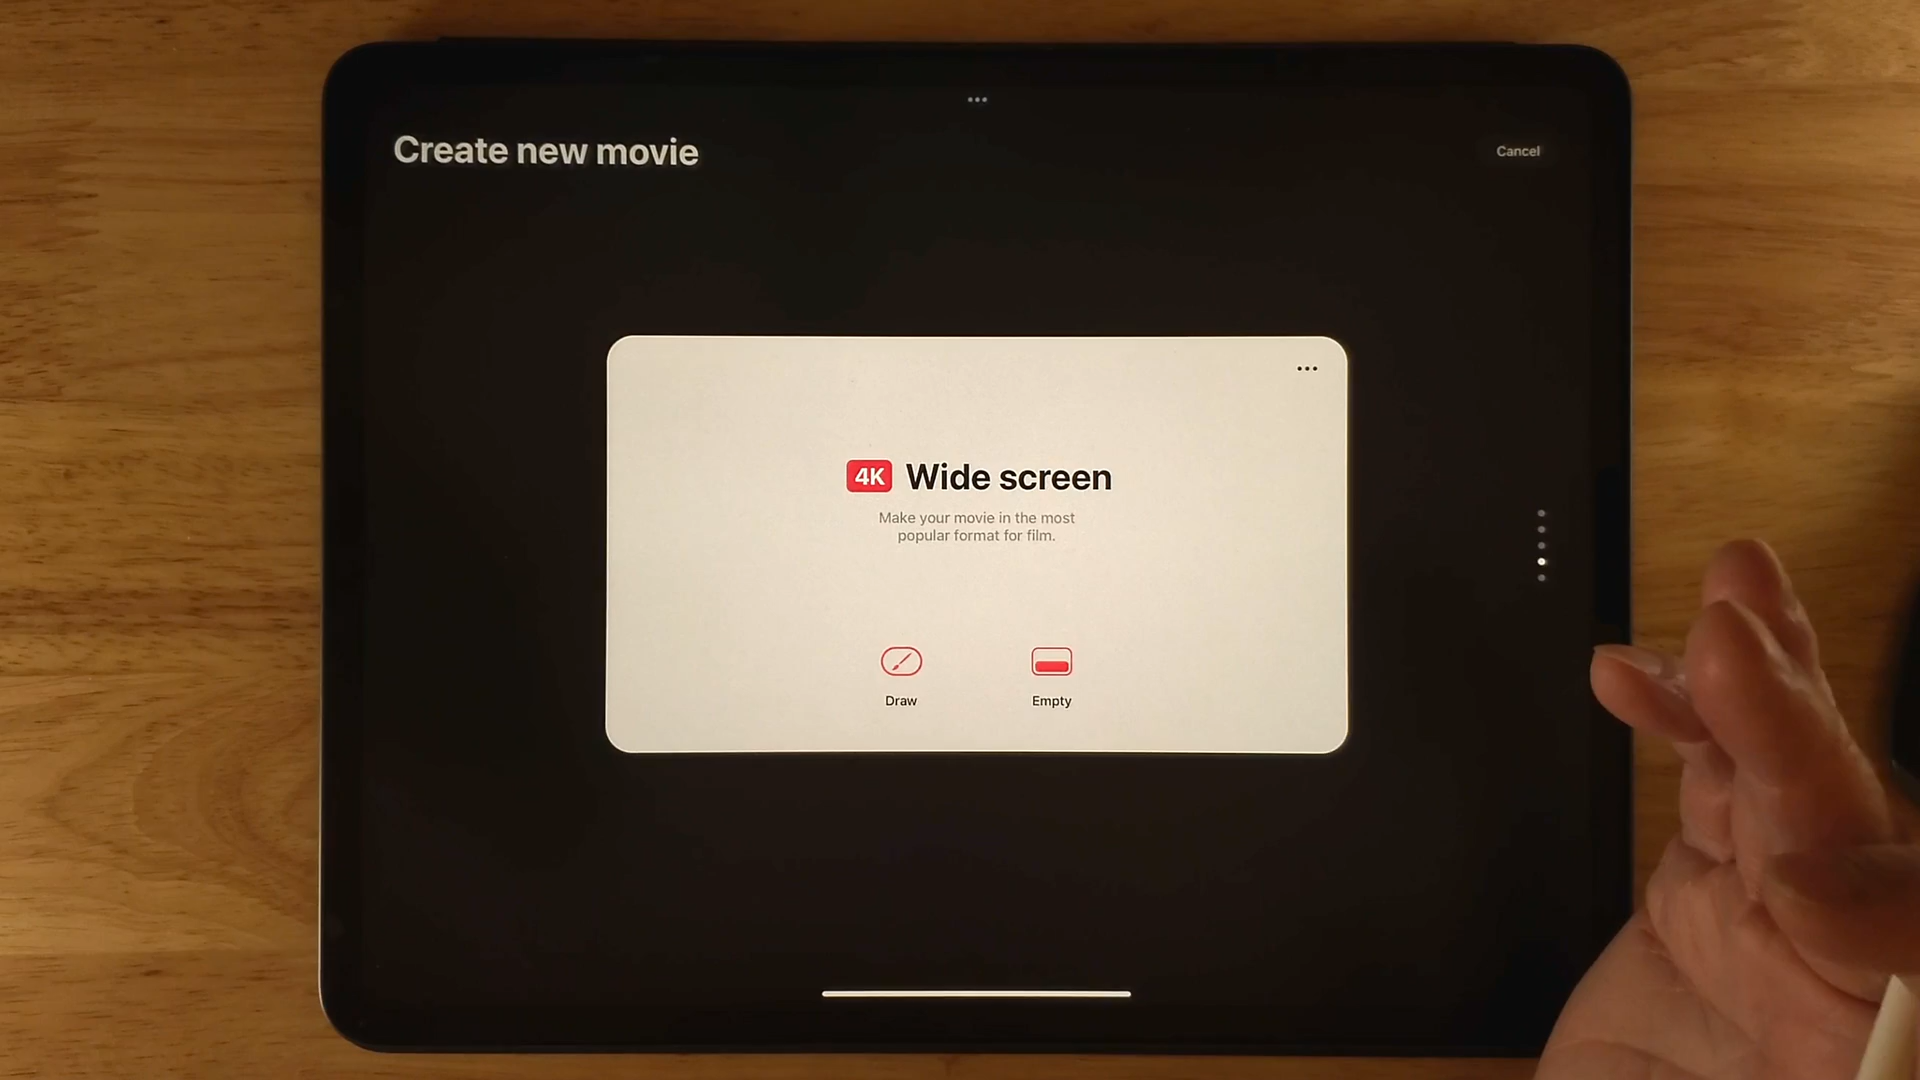 Create new movie
Cancel
4K Wide screen
Make your movie in the most
popular format for film.
Draw
Empty